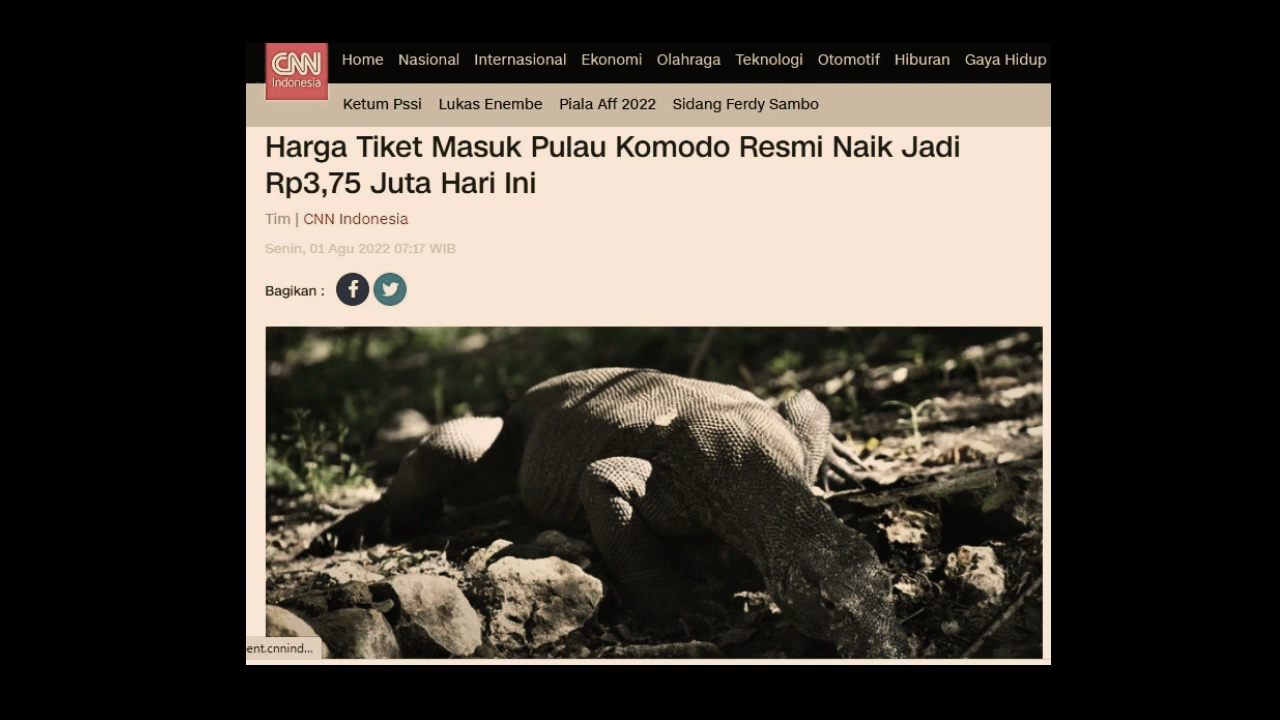 CNN
Indonesia
Home Nasional Internasional Ekonomi Olahraga Teknologi Otomotif Hiburan Gaya Hidup
Ketum Pssi Lukas Enembe Piala Aff 2022 Sidang Ferdy Sambo
Harga Tiket Masuk Pulau Komodo Resmi Naik Jadi
Rp3,75 Juta Hari Ini
Tim | CNN Indonesia
Senin, 01 Agu 2022 07:17 WIB
Bagikan :
ent.cnnind...